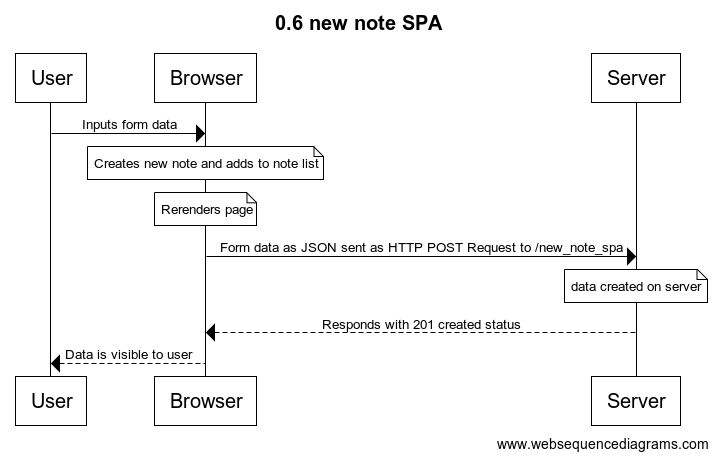 0.6 new note SPA
User
Browser
Server
Inputs form data
Creates new note and adds to note list
Rerenders page
Form data as JSON sent as HTTP POST Request to /new_note_spa
data created on server
Responds with 201 created status
Data is visible to user
User
Browser
Server
www.websequencediagrams.com